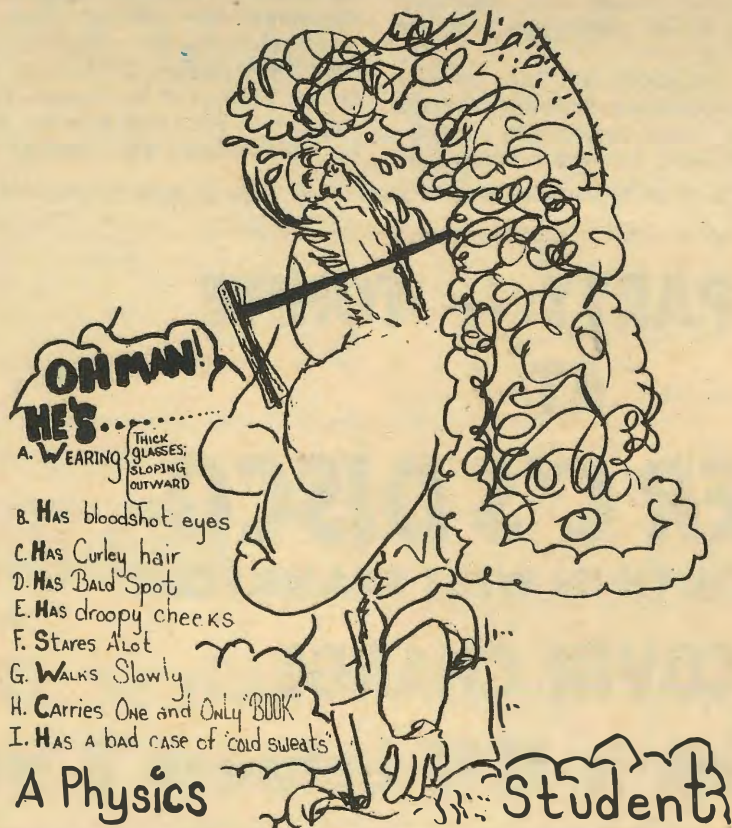 OH MAN!
HE'S..........
A. WEARING THICK
GLASSES;
SLOPING
OUTWARD
B. HAS bloodshot eyes
C. HAS Curley hair
D. HAS BALD SPOT
E. HAS droopy cheeks
F. STARES ALOT
G. WALKS Slowly
H. CARRIES ONE and ONLY "BOOK"
I. HAS A bad CASE of "cold sweats"
A Physics Student